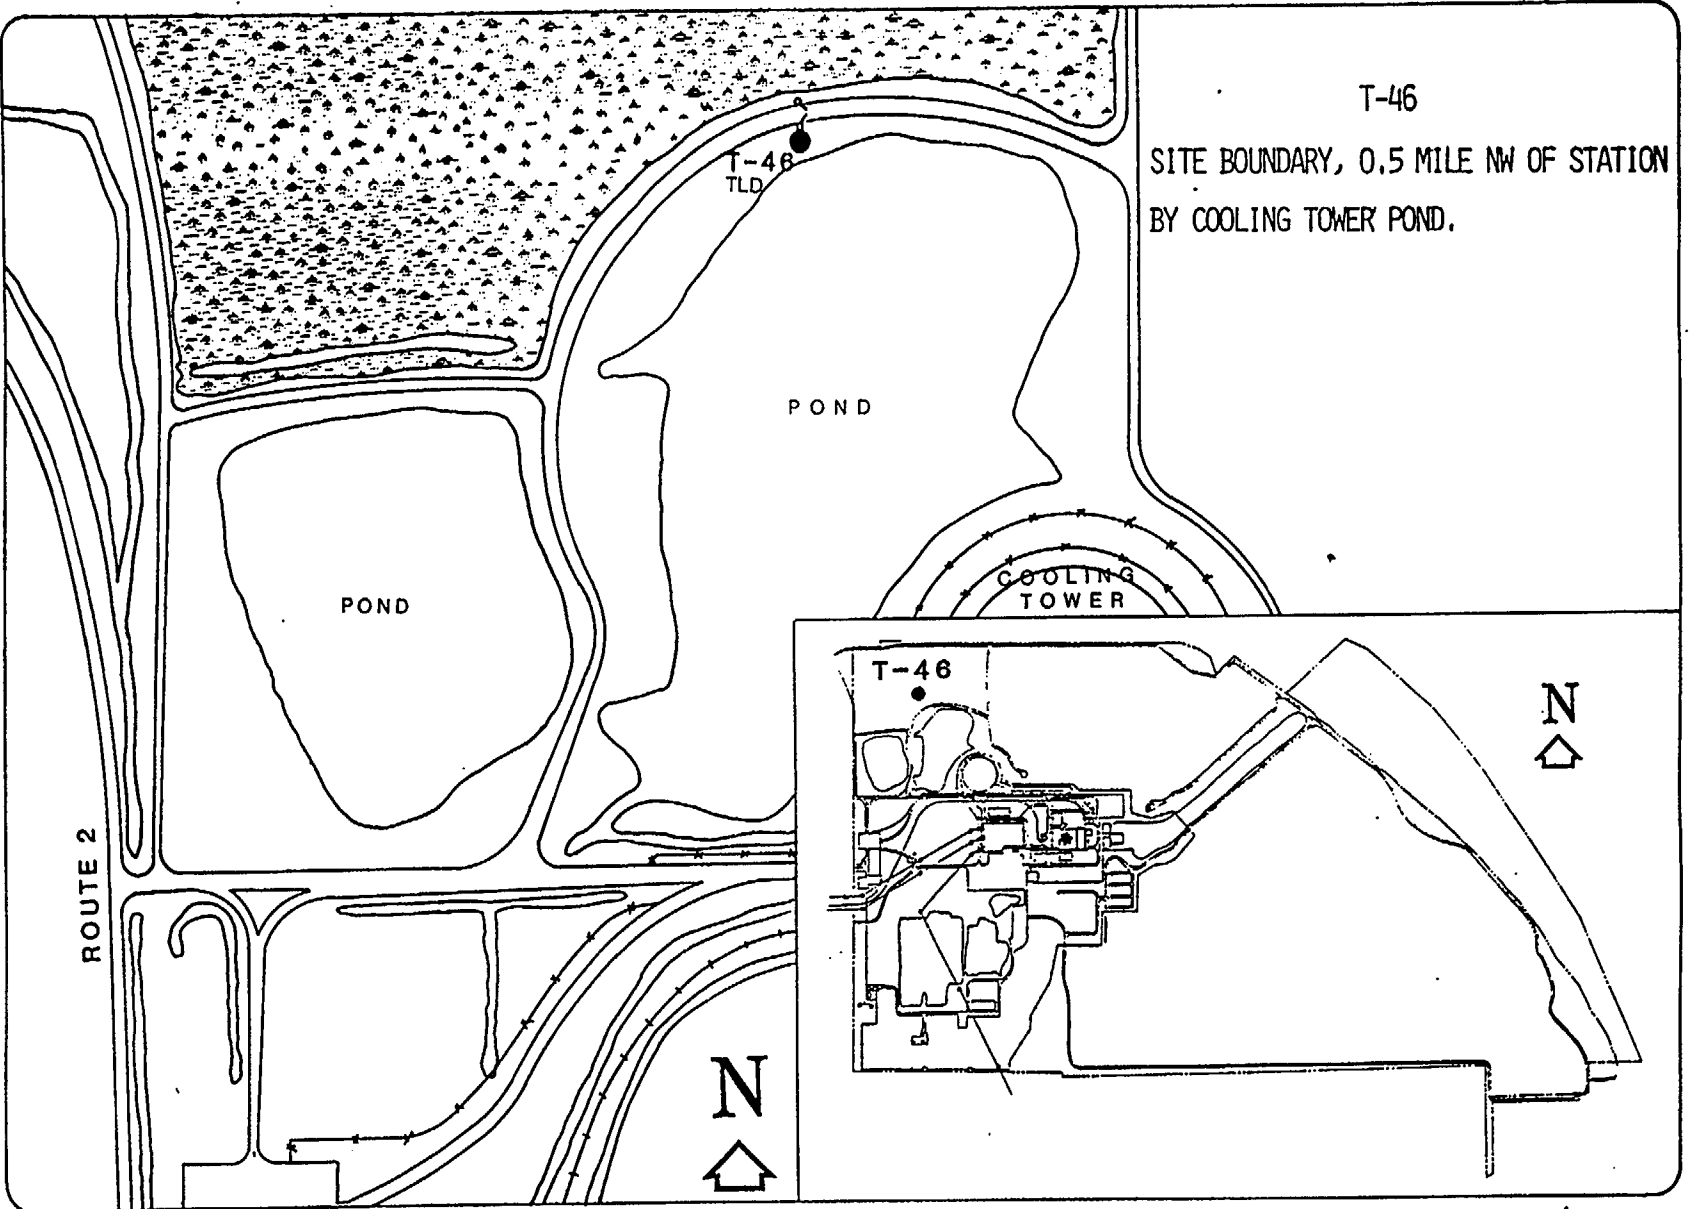 T-46
SITE BOUNDARY, 0.5 MILE NW OF STATION
BY COOLING TOWER POND.
T-46
TLD
POND
POND
COOLING
TOWER
ROUTE 2
N
T-46
N